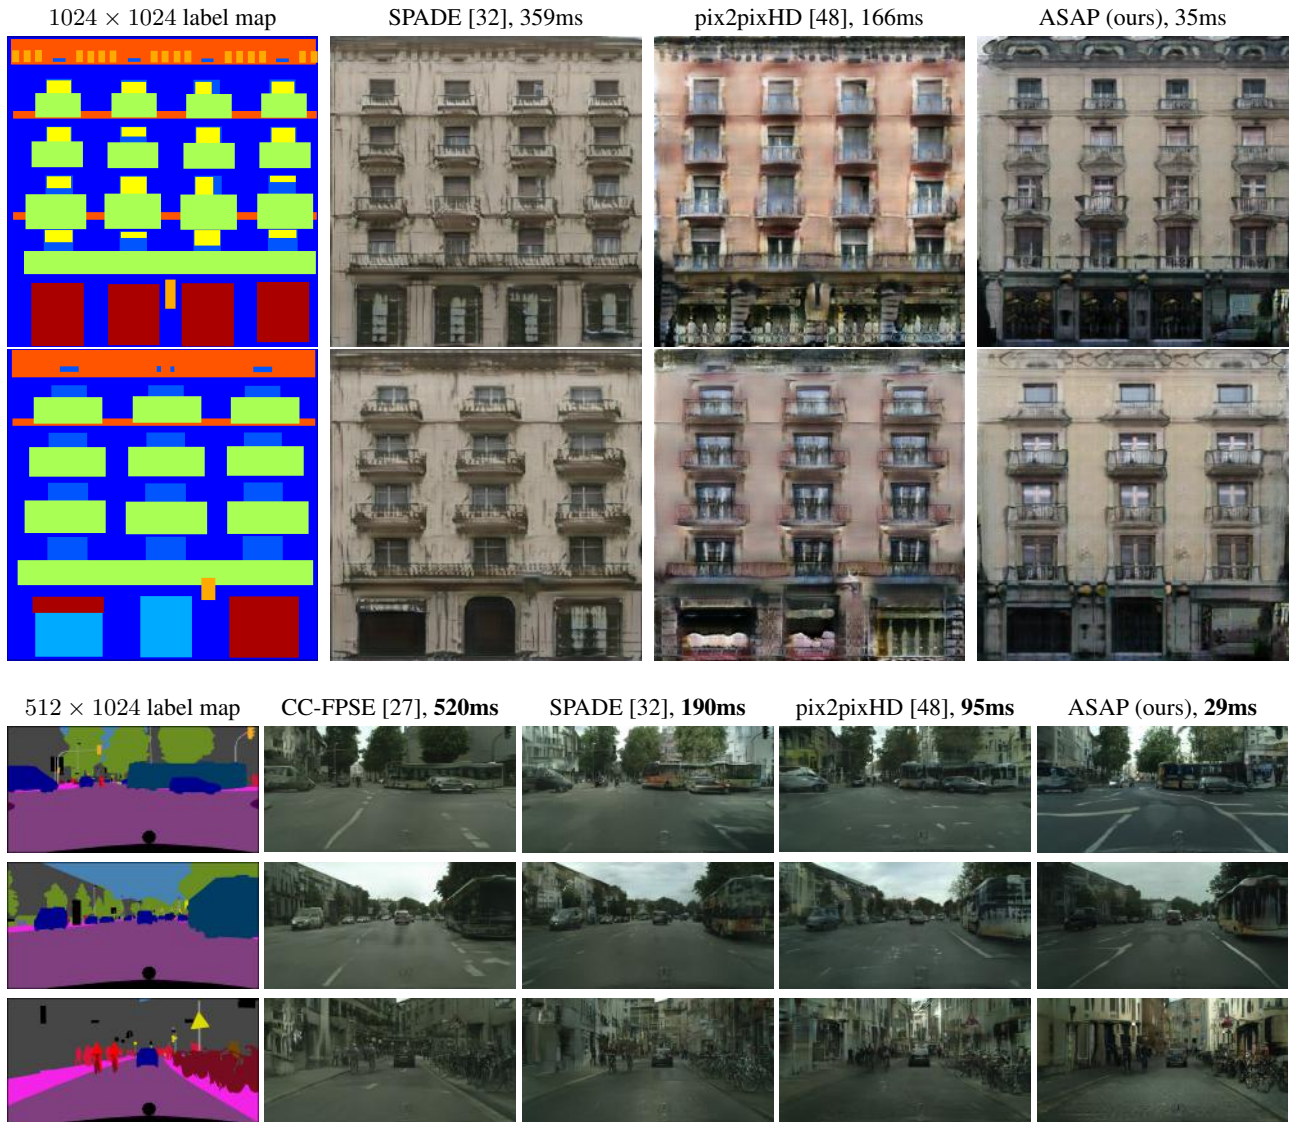 1024 × 1024 label map SPADE [32], 359ms pix2pixHD [48], 166ms ASAP (ours), 35ms
512 × 1024 label map CC-FPSE [27], 520ms SPADE [32], 190ms pix2pixHD [48], 95ms ASAP (ours), 29ms